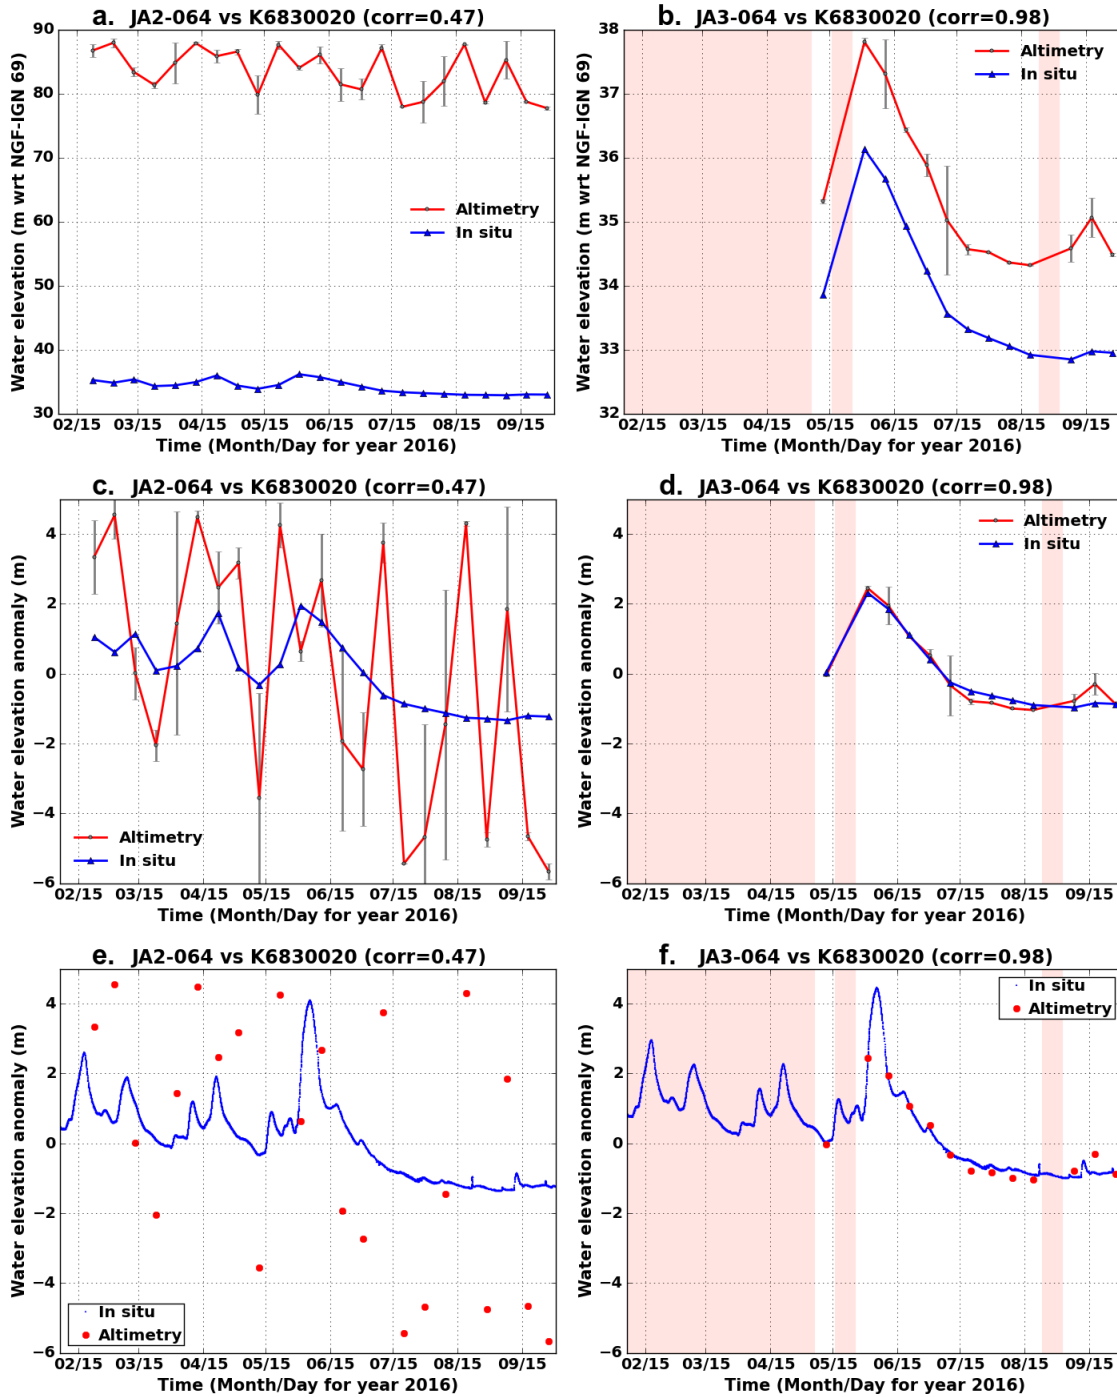 a. JA2-064 vs K6830020 (corr=0.47)
90
80
70
60
50
40
30
Water elevation (m wrt NGF-IGN 69)
Altimetry
In situ
02/15 03/15 04/15 05/15 06/15 07/15 08/15 09/15
Time (Month/Day for year 2016)
b. JA3-064 vs K6830020 (corr=0.98)
38
37
36
35
34
33
32
Water elevation (m wrt NGF-IGN 69)
Altimetry
In situ
02/15 03/15 04/15 05/15 06/15 07/15 08/15 09/15
Time (Month/Day for year 2016)
c. JA2-064 vs K6830020 (corr=0.47)
4
2
0
−2
−4
−6
Water elevation anomaly (m)
Altimetry
In situ
02/15 03/15 04/15 05/15 06/15 07/15 08/15 09/15
Time (Month/Day for year 2016)
d. JA3-064 vs K6830020 (corr=0.98)
4
2
0
−2
−4
−6
Water elevation anomaly (m)
Altimetry
In situ
02/15 03/15 04/15 05/15 06/15 07/15 08/15 09/15
Time (Month/Day for year 2016)
e. JA2-064 vs K6830020 (corr=0.47)
4
2
0
−2
−4
−6
Water elevation anomaly (m)
In situ
Altimetry
02/15 03/15 04/15 05/15 06/15 07/15 08/15 09/15
Time (Month/Day for year 2016)
f. JA3-064 vs K6830020 (corr=0.98)
4
2
0
−2
−4
−6
Water elevation anomaly (m)
In situ
Altimetry
02/15 03/15 04/15 05/15 06/15 07/15 08/15 09/15
Time (Month/Day for year 2016)